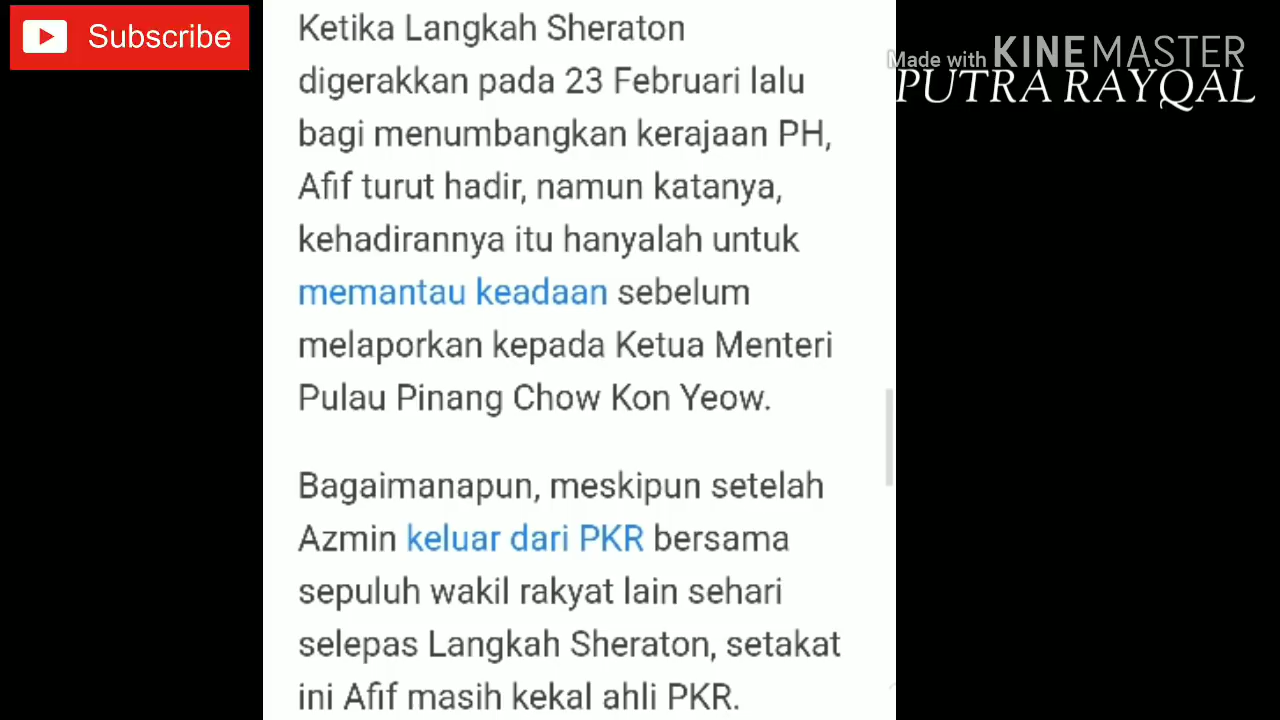 Subscribe
Made with KINEMASTER
PUTRA RAYQAL
Ketika Langkah Sheraton
digerakkan pada 23 Februari lalu
bagi menumbangkan kerajaan PH,
Afif turut hadir, namun katanya,
kehadirannya itu hanyalah untuk
memantau keadaan sebelum
melaporkan kepada Ketua Menteri
Pulau Pinang Chow Kon Yeow.
Bagaimanapun, meskipun setelah
Azmin keluar dari PKR bersama
sepuluh wakil rakyat lain sehari
selepas Langkah Sheraton, setakat
ini Afif masih kekal ahli PKR.